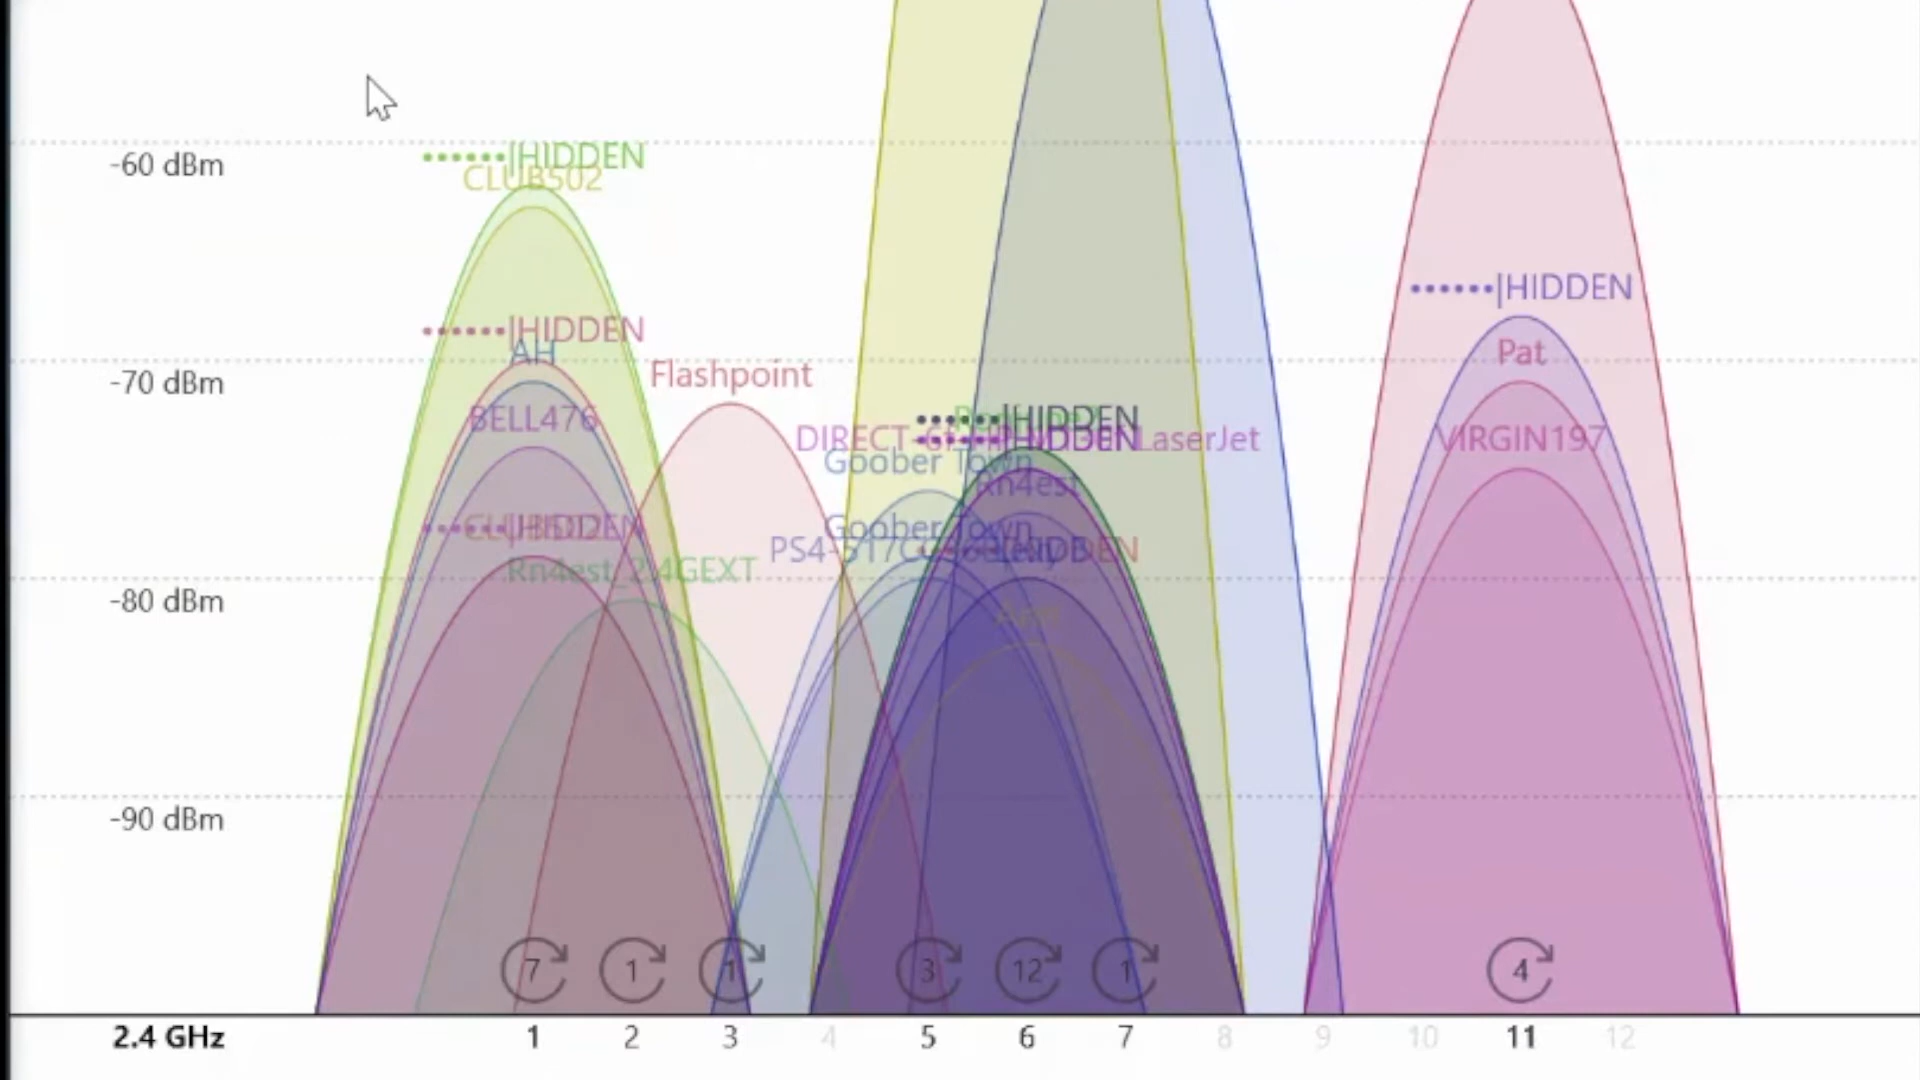 -60 dBm
|HIDDEN
CLUB502
|HIDDEN
|HIDDEN
AH
Pat
-70 dBm
Flashpoint
BELL476
|HIDDEN
LaserJet
VIRGIN197
Goober Town
Rn4est
Goober Town
|HIDDEN
PS4-
Rn4est_2.4GEXT
-80 dBm
-90 dBm
7
1
1
3
12
1
4
2.4 GHz
1
2
3
4
5
6
7
8
9
10
11
12